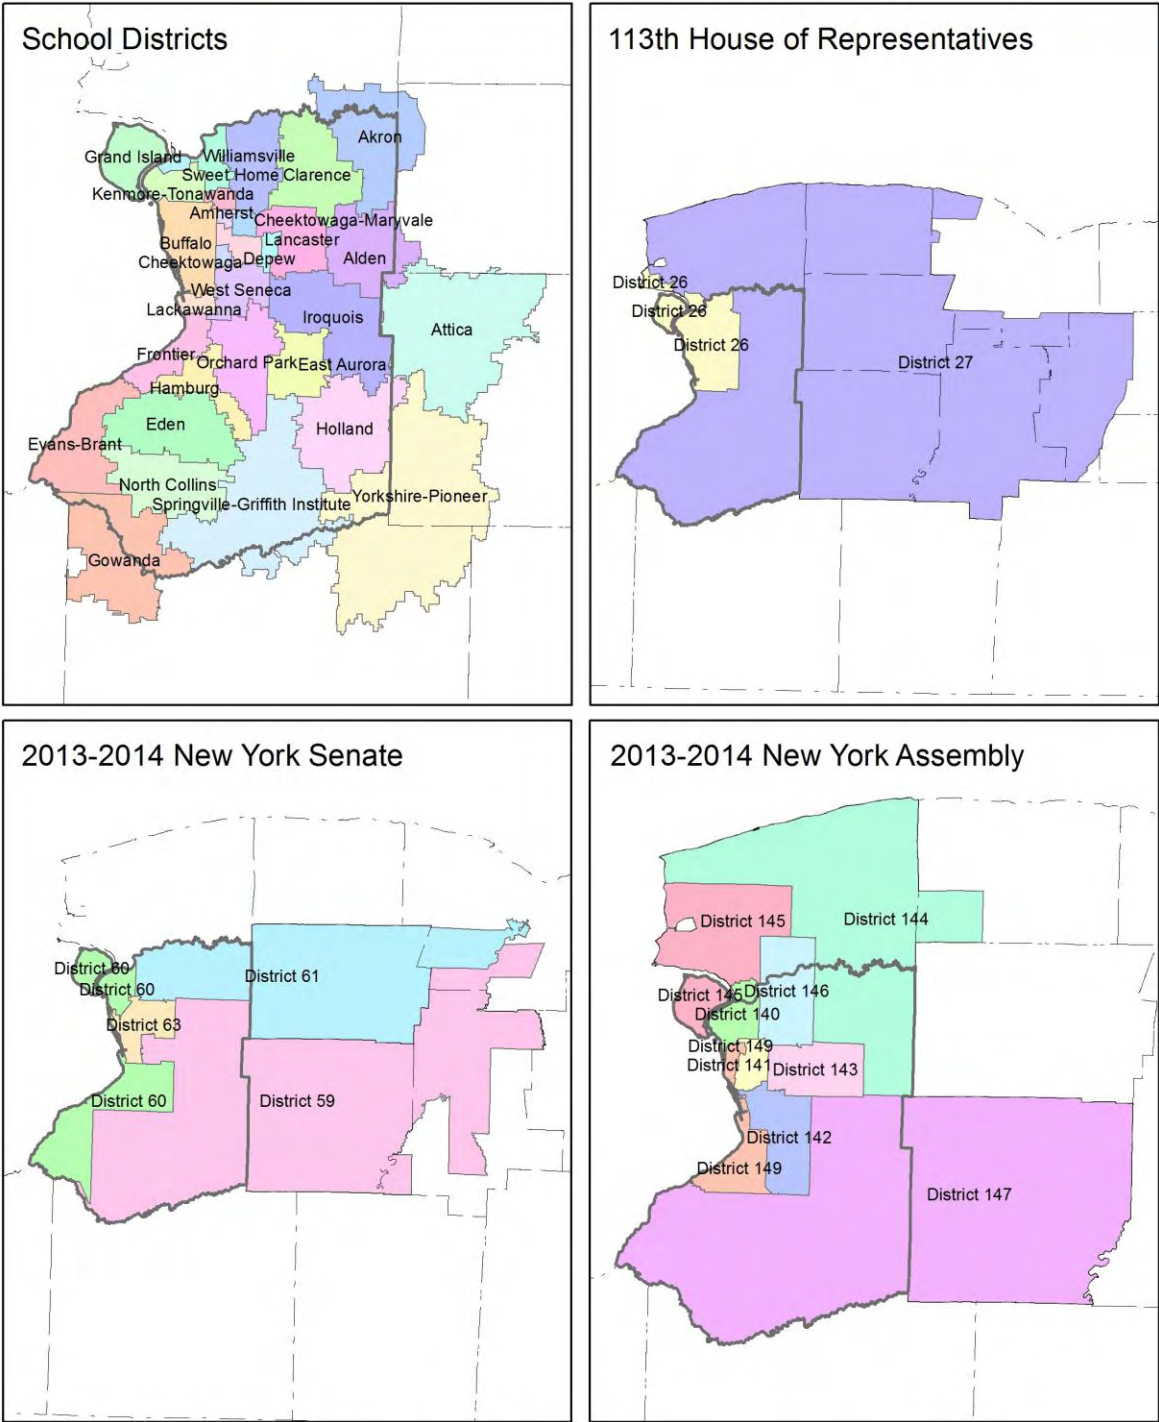 School Districts
Akron
Grand Island
Williamsville
Sweet Home
Clarence
Kenmore-Tonawanda
Amherst
Cheektowaga-Maryvale
Lancaster
Buffalo
Cheektowaga
Depew
Alden
West Seneca
Lackawanna
Iroquois
Attica
Frontier
Orchard Park
East Aurora
Hamburg
Eden
Holland
Evans-Brant
North Collins
Yorkshire-Pioneer
Springville-Griffith Institute
Gowanda
113th House of Representatives
District 26
District 26
District 26
District 27
2013-2014 New York Senate
District 60
District 61
District 60
District 63
District 60
District 59
2013-2014 New York Assembly
District 145
District 144
District 145
District 146
District 140
District 149
District 141
District 143
District 142
District 149
District 147